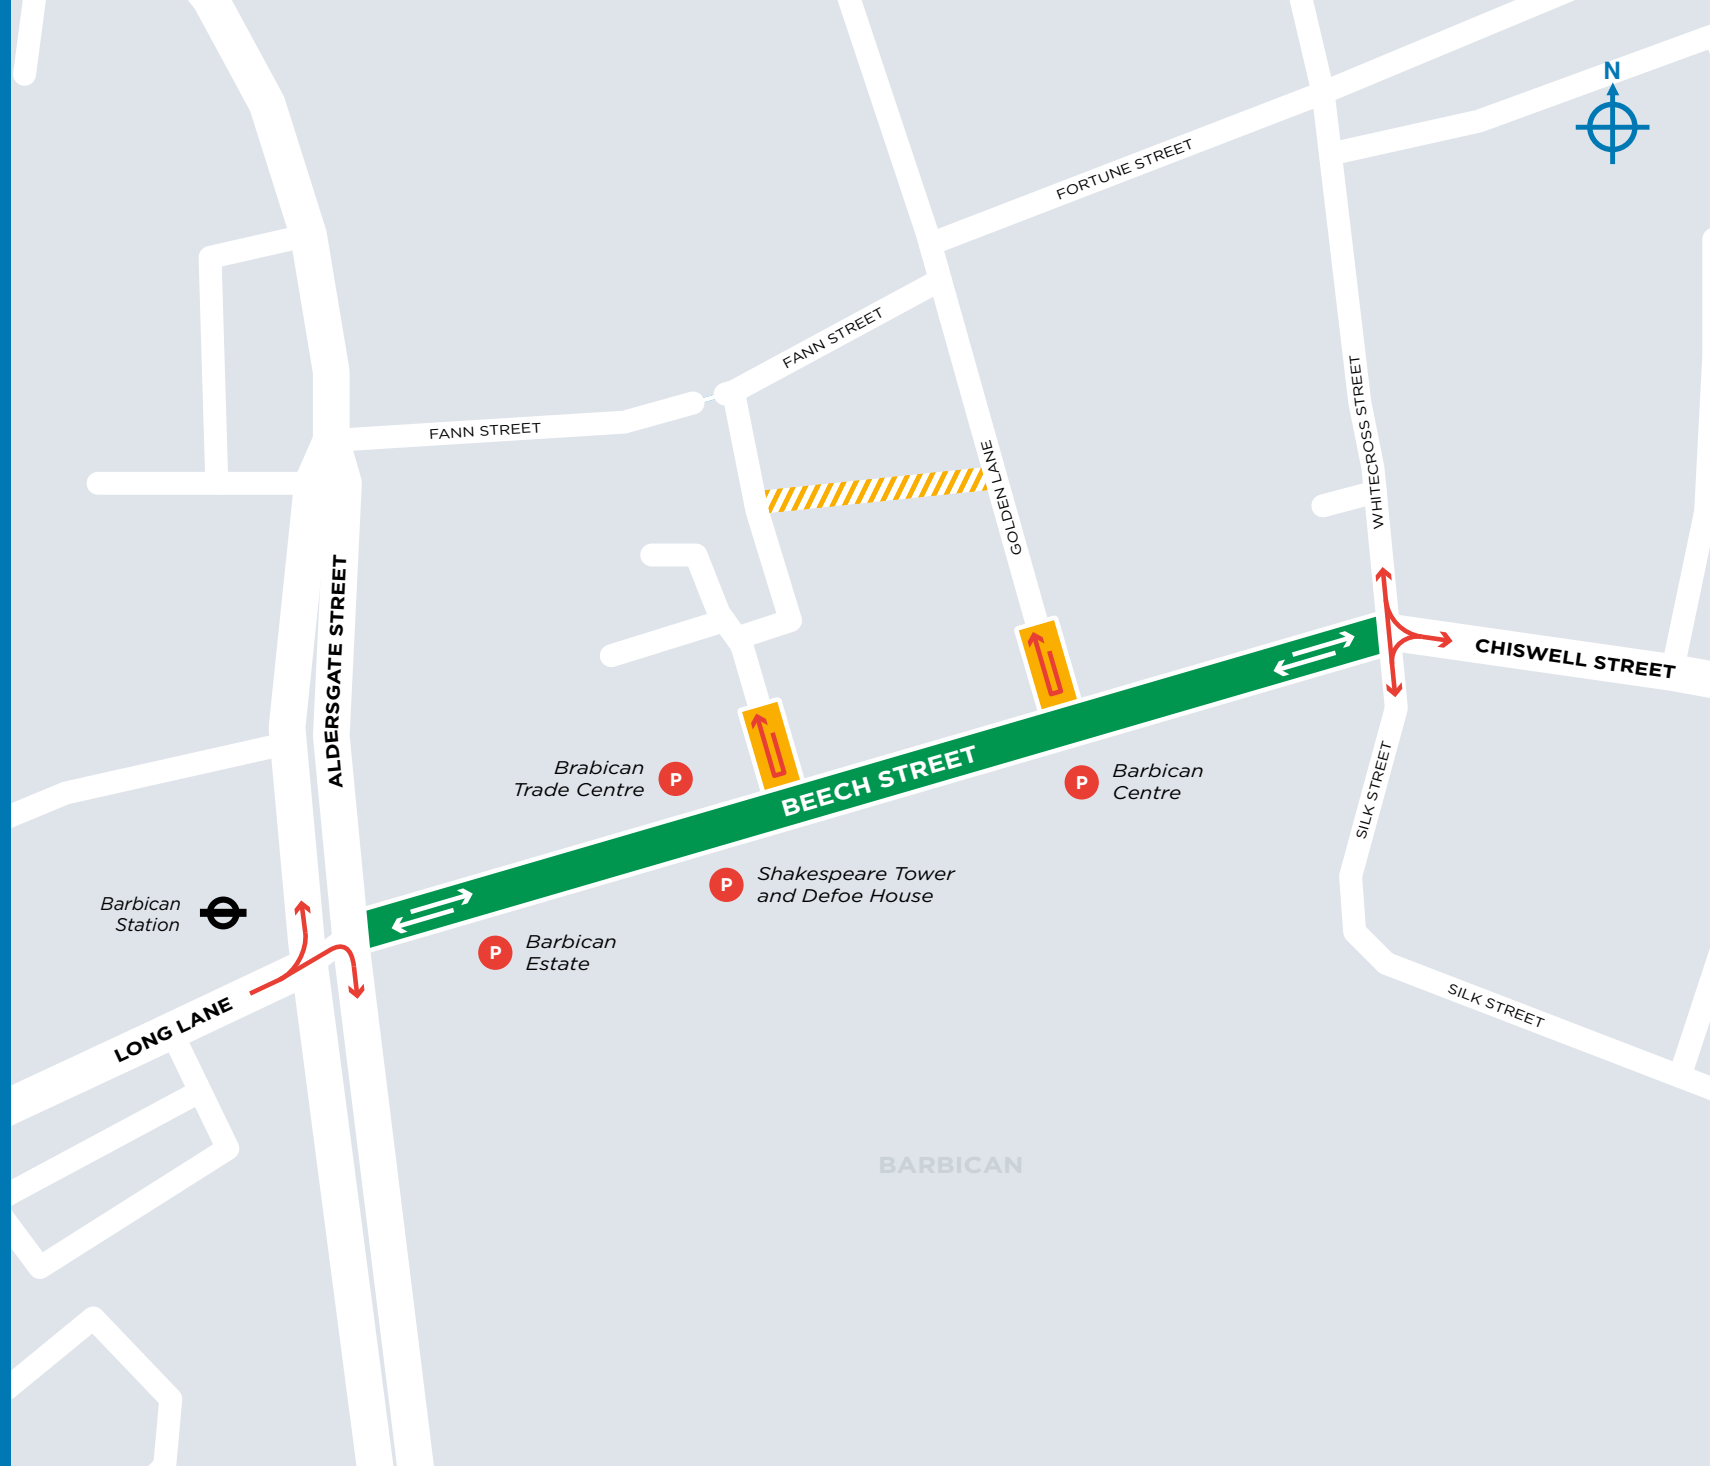 N
FORTUNE STREET
FANN STREET
FANN STREET
GOLDEN LANE
WHITECROSS STREET
ALDERSGATE STREET
CHISWELL STREET
BEECH STREET
Brabican
Trade Centre
P
P
Barbican
Centre
SILK STREET
P
Shakespeare Tower
and Defoe House
Barbican
Station
P
Barbican
Estate
LONG LANE
SILK STREET
BARBICAN